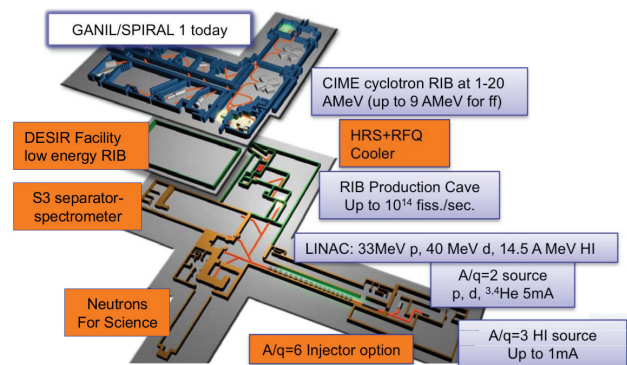 GANIL/SPIRAL 1 today
CIME cyclotron RIB at 1-20
AMeV (up to 9 AMeV for ff)
DESIR Facility
low energy RIB
HRS+RFQ
Cooler
S3 separator-
spectrometer
RIB Production Cave
Up to 10¹⁴ fiss./sec.
LINAC: 33MeV p, 40 MeV d, 14.5 A MeV HI
A/q=2 source
p, d, ³·⁴He 5mA
Neutrons
For Science
A/q=6 Injector option
A/q=3 HI source
Up to 1mA